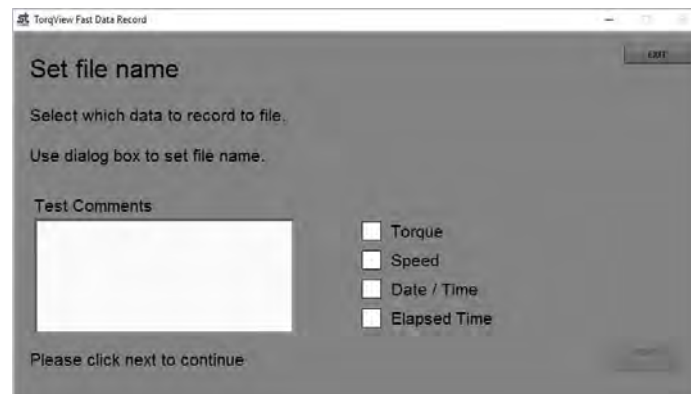 TorqView Fast Data Record
EXIT
Set file name
Select which data to record to file.
Use dialog box to set file name.
Test Comments
Torque
Speed
Date / Time
Elapsed Time
Please click next to continue